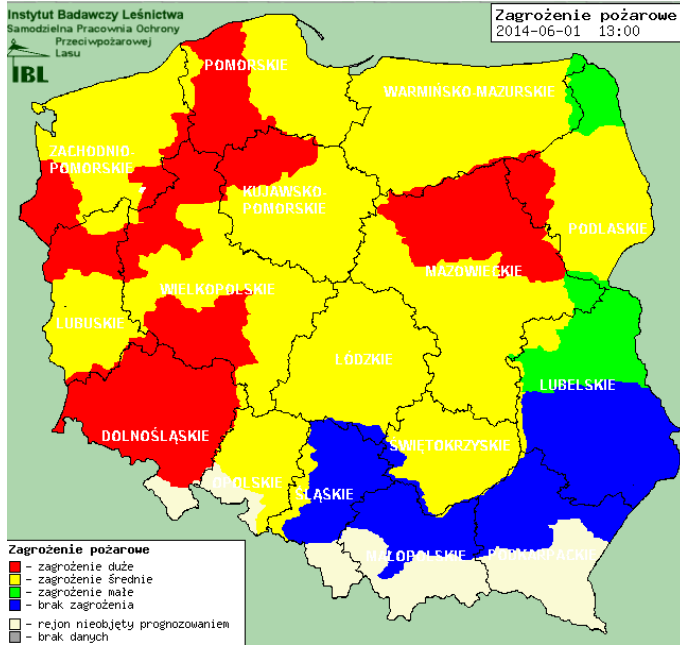 Instytut Badawczy Leśnictwa
Samodzielna Pracownia Ochrony
Przeciwpożarowej
Lasu
IBL
Zagrożenie pożarowe
2014-06-01 13:00
POMORSKIE
WARMIŃSKO-MAZURSKIE
ZACHODNIO-
POMORSKIE
KUJAWSKO-
POMORSKIE
PODLASKIE
MAZOWIECKIE
WIELKOPOLSKIE
LUBUSKIE
ŁÓDZKIE
LUBELSKIE
DOLNOŚLĄSKIE
ŚWIĘTOKRZYSKIE
OPOLSKIE
ŚLĄSKIE
MAŁOPOLSKIE
PODKARPACKIE
Zagrożenie pożarowe
- zagrożenie duże
- zagrożenie średnie
- zagrożenie małe
- brak zagrożenia
- rejon nieobjęty prognozowaniem
- brak danych